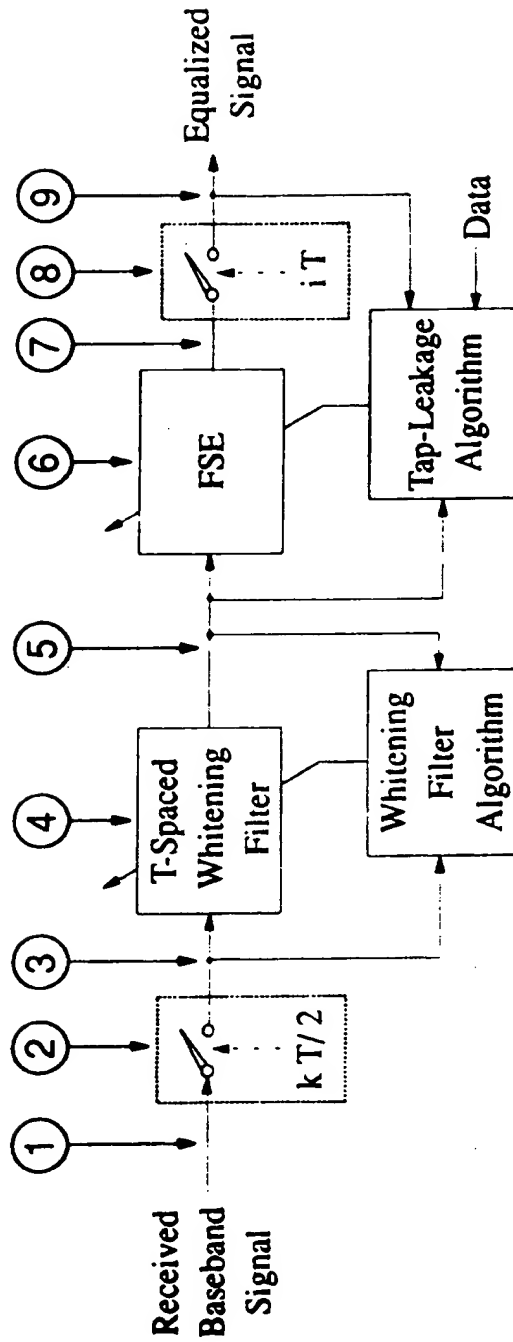 1
2
3
4
5
6
7
8
9
Received
Baseband
Signal
k T/2
T-Spaced
Whitening
Filter
FSE
i T
Equalized
Signal
Whitening
Filter
Algorithm
Tap-Leakage
Algorithm
Data